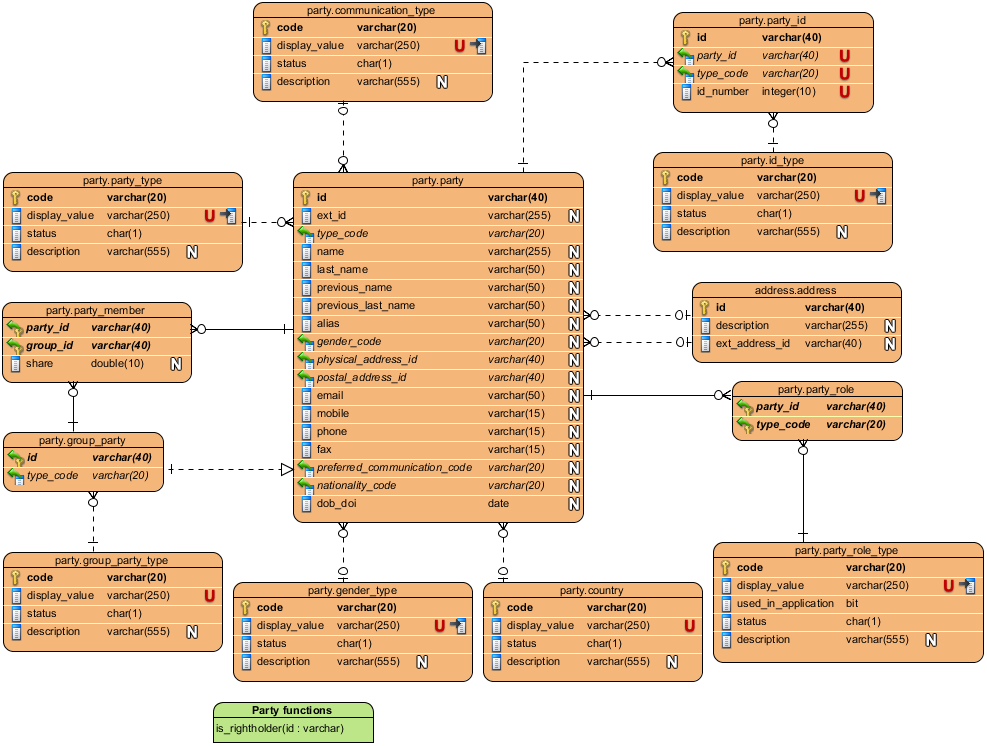 party.communication_type
code varchar(20)
display_value varchar(250) U
status char(1)
description varchar(555) N
party.party_id
id varchar(40)
party_id varchar(40) U
type_code varchar(20) U
id_number integer(10) U
party.id_type
code varchar(20)
display_value varchar(250) U
status char(1)
description varchar(555) N
party.party_type
code varchar(20)
display_value varchar(250) U
status char(1)
description varchar(555) N
party.party
id varchar(40)
ext_id varchar(255) N
type_code varchar(20)
name varchar(255) N
last_name varchar(50) N
previous_name varchar(50) N
previous_last_name varchar(50) N
alias varchar(50) N
gender_code varchar(20) N
physical_address_id varchar(40) N
postal_address_id varchar(40) N
email varchar(50) N
mobile varchar(15) N
phone varchar(15) N
fax varchar(15) N
preferred_communication_code varchar(20) N
nationality_code varchar(20) N
dob_doi date N
address.address
id varchar(40)
description varchar(255) N
ext_address_id varchar(40) N
party.party_member
party_id varchar(40)
group_id varchar(40)
share double(10) N
party.party_role
party_id varchar(40)
type_code varchar(20)
party.group_party
id varchar(40)
type_code varchar(20)
party.group_party_type
code varchar(20)
display_value varchar(250) U
status char(1)
description varchar(555) N
party.gender_type
code varchar(20)
display_value varchar(250) U
status char(1)
description varchar(555) N
party.country
code varchar(20)
display_value varchar(250) U
status char(1)
description varchar(555) N
party.party_role_type
code varchar(20)
display_value varchar(250) U
used_in_application bit
status char(1)
description varchar(555) N
Party functions
is_rightholder(id : varchar)